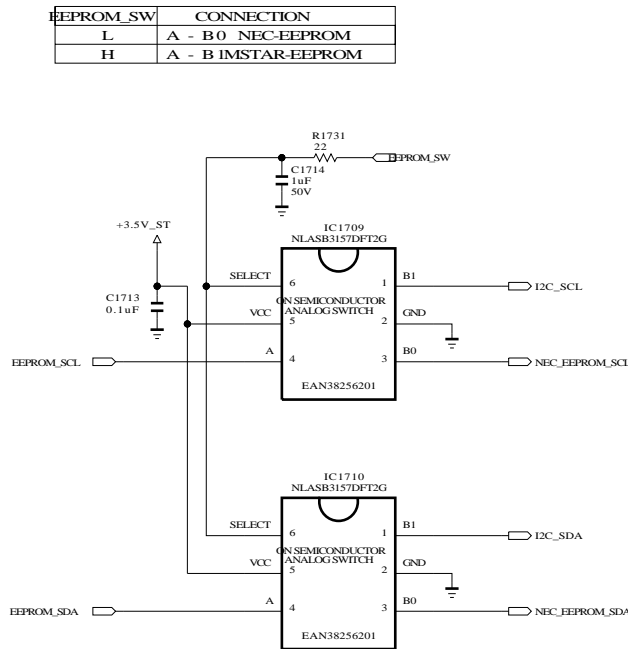 EEPROM_SW CONNECTION
L A - B0 NEC-EEPROM
H A - B1MSTAR-EEPROM
R1731
22
EEPROM_SW
C1714
1uF
50V
+3.5V_ST
IC1709
NLASB3157DFT2G
C1713
0.1uF
SELECT 6 1 B1 I2C_SCL
ON SEMICONDUCTOR
ANALOG SWITCH
VCC 5 2 GND
EEPROM_SCL A 4 3 B0 NEC_EEPROM_SCL
EAN38256201
IC1710
NLASB3157DFT2G
SELECT 6 1 B1 I2C_SDA
ON SEMICONDUCTOR
ANALOG SWITCH
VCC 5 2 GND
EEPROM_SDA A 4 3 B0 NEC_EEPROM_SDA
EAN38256201